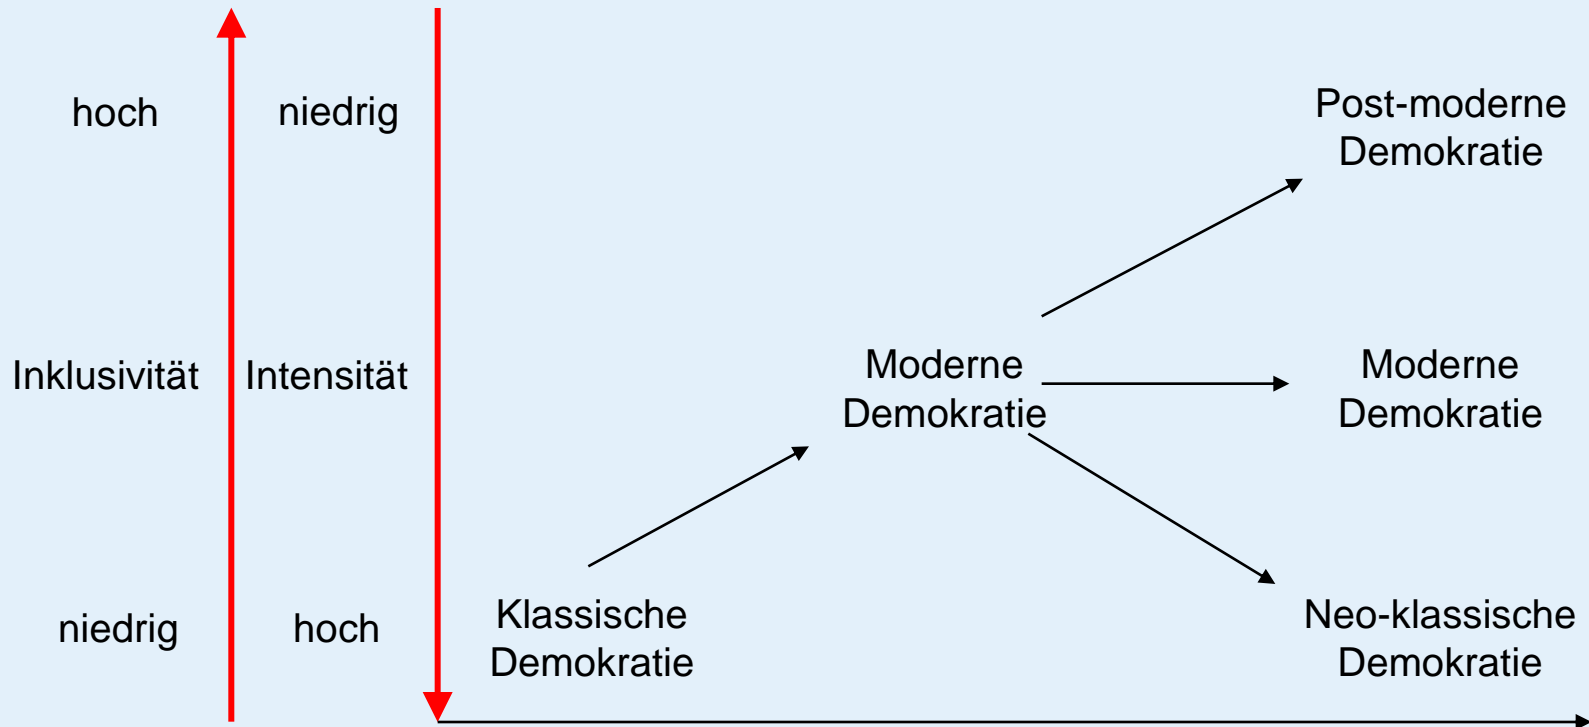 hoch
niedrig
Post-moderne
Demokratie
Inklusivität
Intensität
Moderne
Demokratie
Moderne
Demokratie
niedrig
hoch
Klassische
Demokratie
Neo-klassische
Demokratie